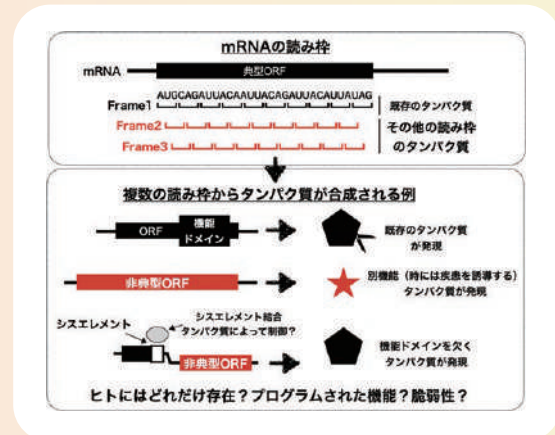 mRNAの読み枠
mRNA 典型ORF
AUGCAGAUUACAAUUACAGAUUACAUUAUAG
Frame1 既存のタンパク質
Frame2 その他の読み枠
Frame3 のタンパク質
複数の読み枠からタンパク質が合成される例
ORF 機能
ドメイン
既存のタンパク質
が発現
非典型ORF
別機能（時には疾患を誘導する）
タンパク質が発現
シスエレメント
シスエレメント結合
タンパク質によって制御？
非典型ORF
機能ドメインを欠く
タンパク質が発現
ヒトにはどれだけ存在？プログラムされた機能？脆弱性？